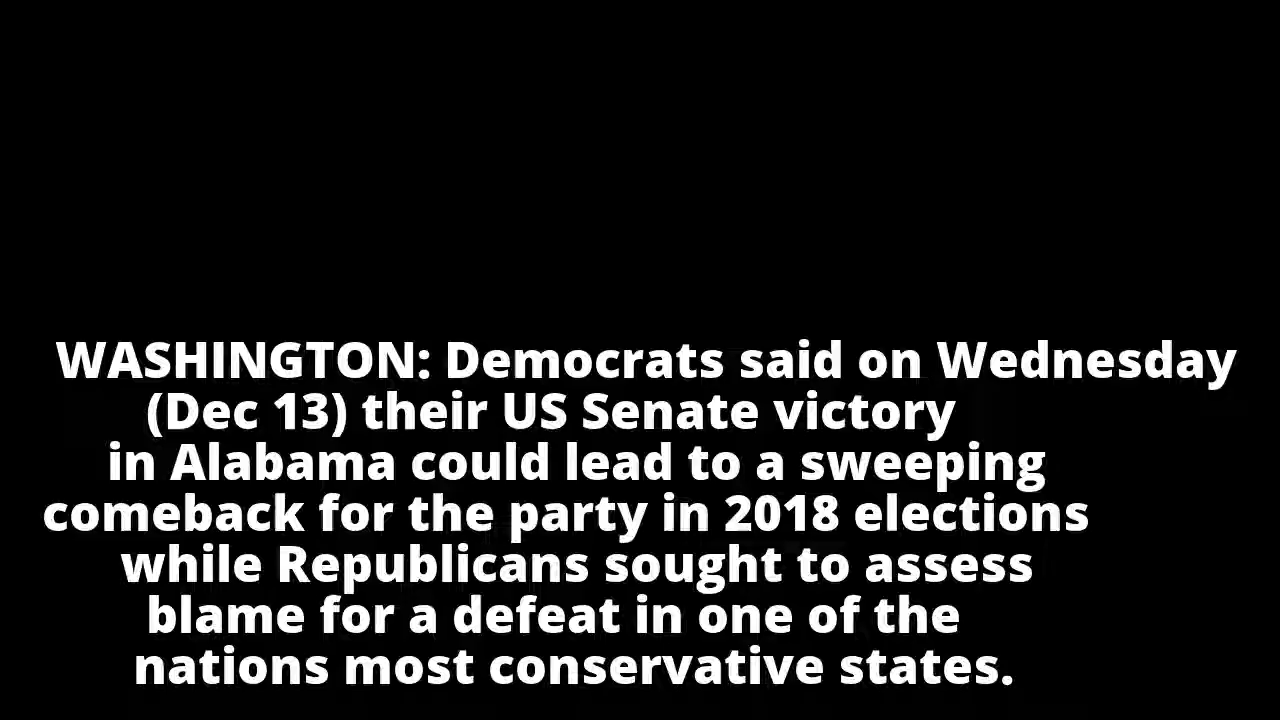 WASHINGTON: Democrats said on Wednesday
(Dec 13) their US Senate victory
in Alabama could lead to a sweeping
comeback for the party in 2018 elections
while Republicans sought to assess
blame for a defeat in one of the
nations most conservative states.